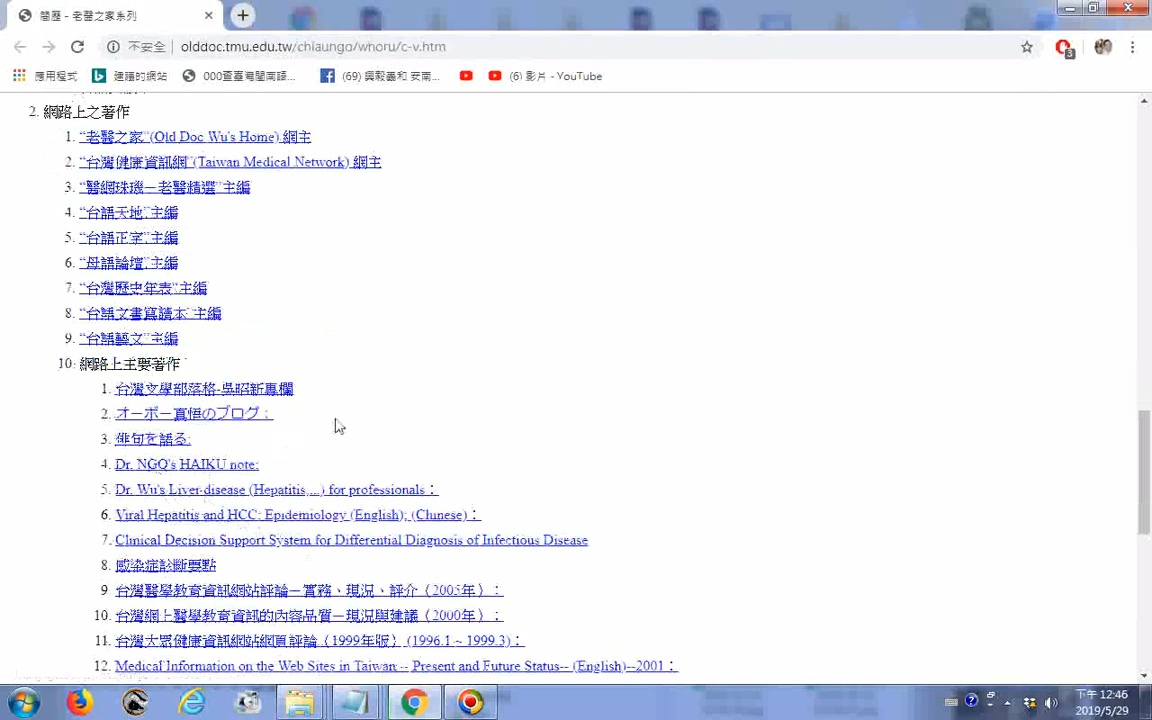 簡歷 - 老醫之家系列
不安全
olddoc.tmu.edu.tw/chiaungo/whoru/c-v.htm
3
應用程式
建議的網站
000查臺灣閩南語...
(69) 吳毅晏和 安南...
(6) 影片 - YouTube
2. 網路上之著作
1. "老醫之家"(Old Doc Wu's Home) 網主
2. "台灣健康資訊網"(Taiwan Medical Network) 網主
3. "醫網珠璣－老醫精選"主編
4. "台語天地"主編
5. "台語正字"主編
6. "母語論壇"主編
7. "台灣歷史年表"主編
8. "台語文書寫讀本"主編
9. "台語藝文"主編
10. 網路上主要著作
1. 台灣文學部落格-吳昭新專欄
2. オーボー真悟のブログ：
3. 俳句を語る:
4. Dr. NGO's HAIKU note:
5. Dr. Wu's Liver disease (Hepatitis,...) for professionals：
6. Viral Hepatitis and HCC: Epidemiology (English); (Chinese)：
7. Clinical Decision Support System for Differential Diagnosis of Infectious Disease
8. 感染症診斷要點
9. 台灣醫學教育資訊網站評論－實務、現況、評介（2005年）：
10. 台灣網上醫學教育資訊的內容品質－現況與建議（2000年）：
11. 台灣大眾健康資訊網站網頁評論（1999年版）(1996.1 ~ 1999.3)：
12. Medical Information on the Web Sites in Taiwan -- Present and Future Status-- (English)--2001：
下午 12:46
2019/5/29